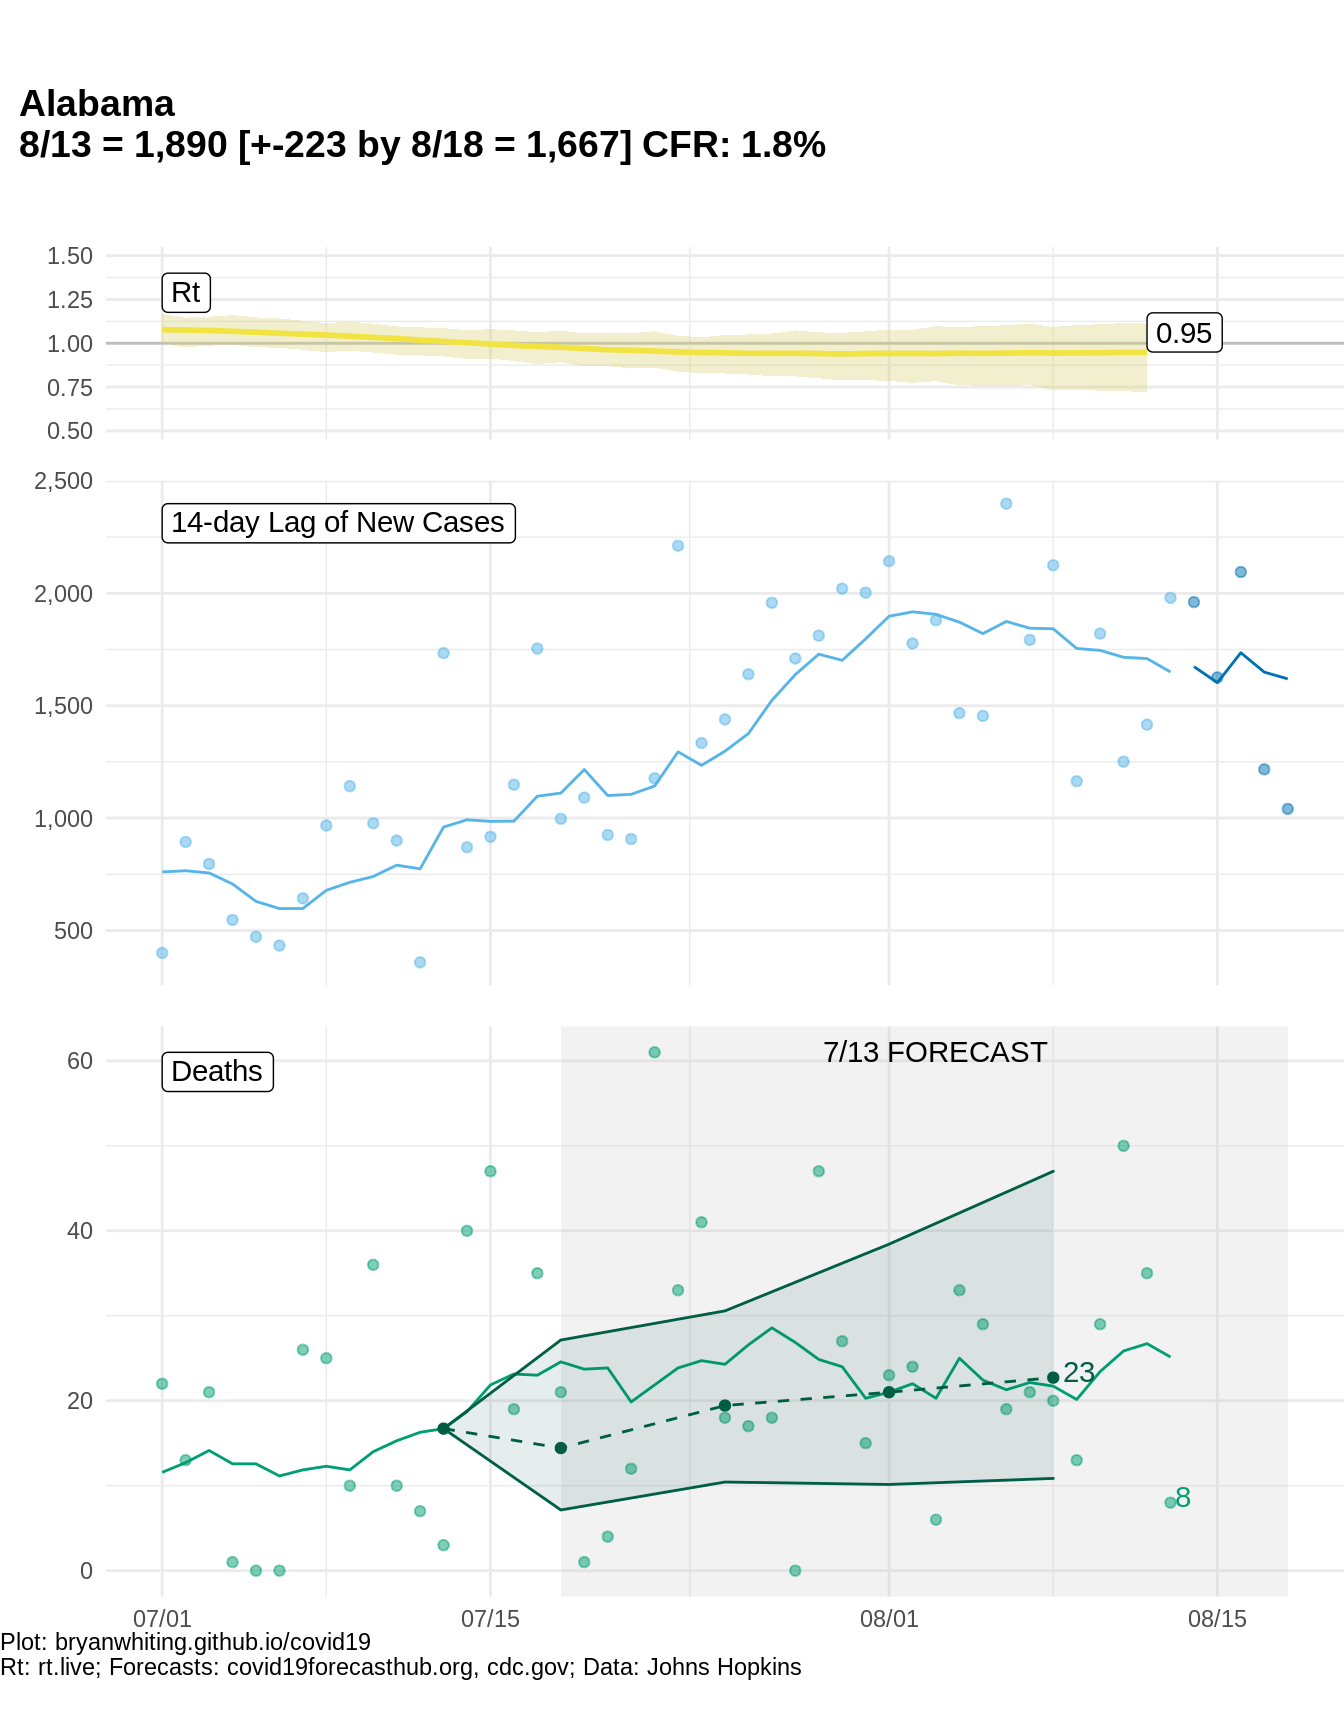 Alabama
8/13 = 1,890 [+-223 by 8/18 = 1,667] CFR: 1.8%
1.50
1.25
1.00
0.75
0.50
Rt
0.95
2,500
2,000
1,500
1,000
500
14-day Lag of New Cases
60
40
20
0
Deaths
7/13 FORECAST
23
8
07/01
07/15
08/01
08/15
Plot: bryanwhiting.github.io/covid19
Rt: rt.live; Forecasts: covid19forecasthub.org, cdc.gov; Data: Johns Hopkins